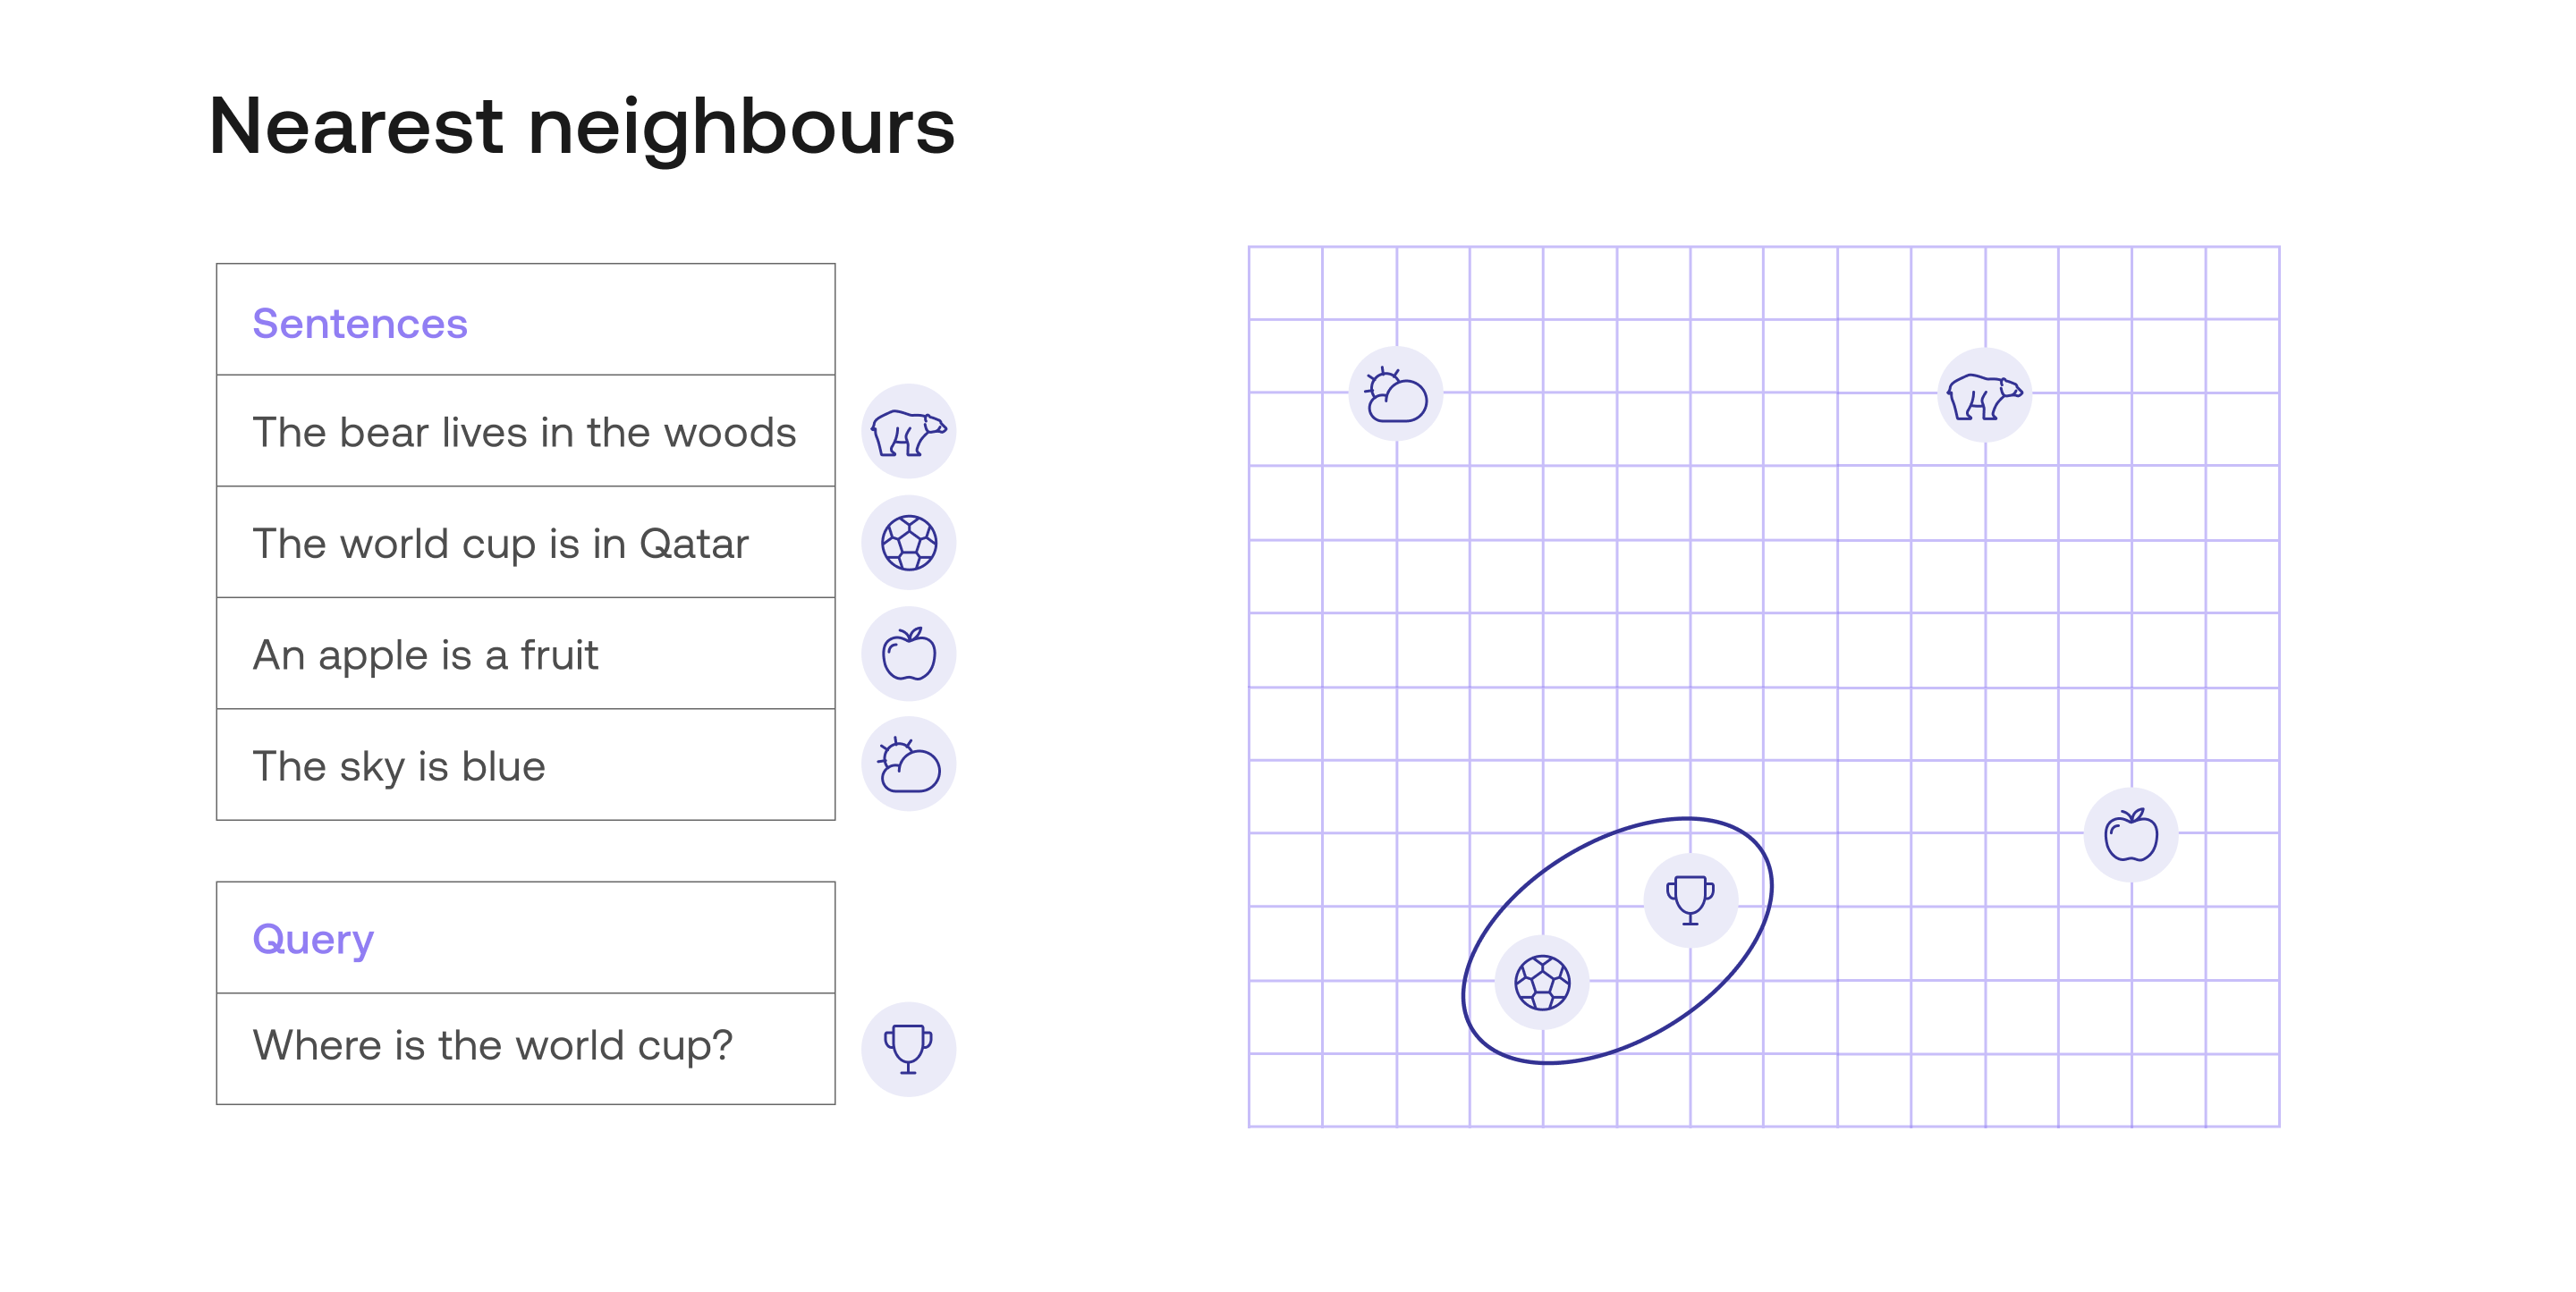 Nearest neighbours
Sentences
The bear lives in the woods
The world cup is in Qatar
An apple is a fruit
The sky is blue
Query
Where is the world cup?